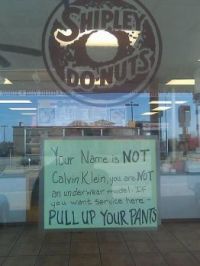 SHIPLEY
DO-NUTS
Your Name is NOT
Calvin Klein, you are NOT
an underwear model. IF
you want service here -
PULL UP YOUR PANTS